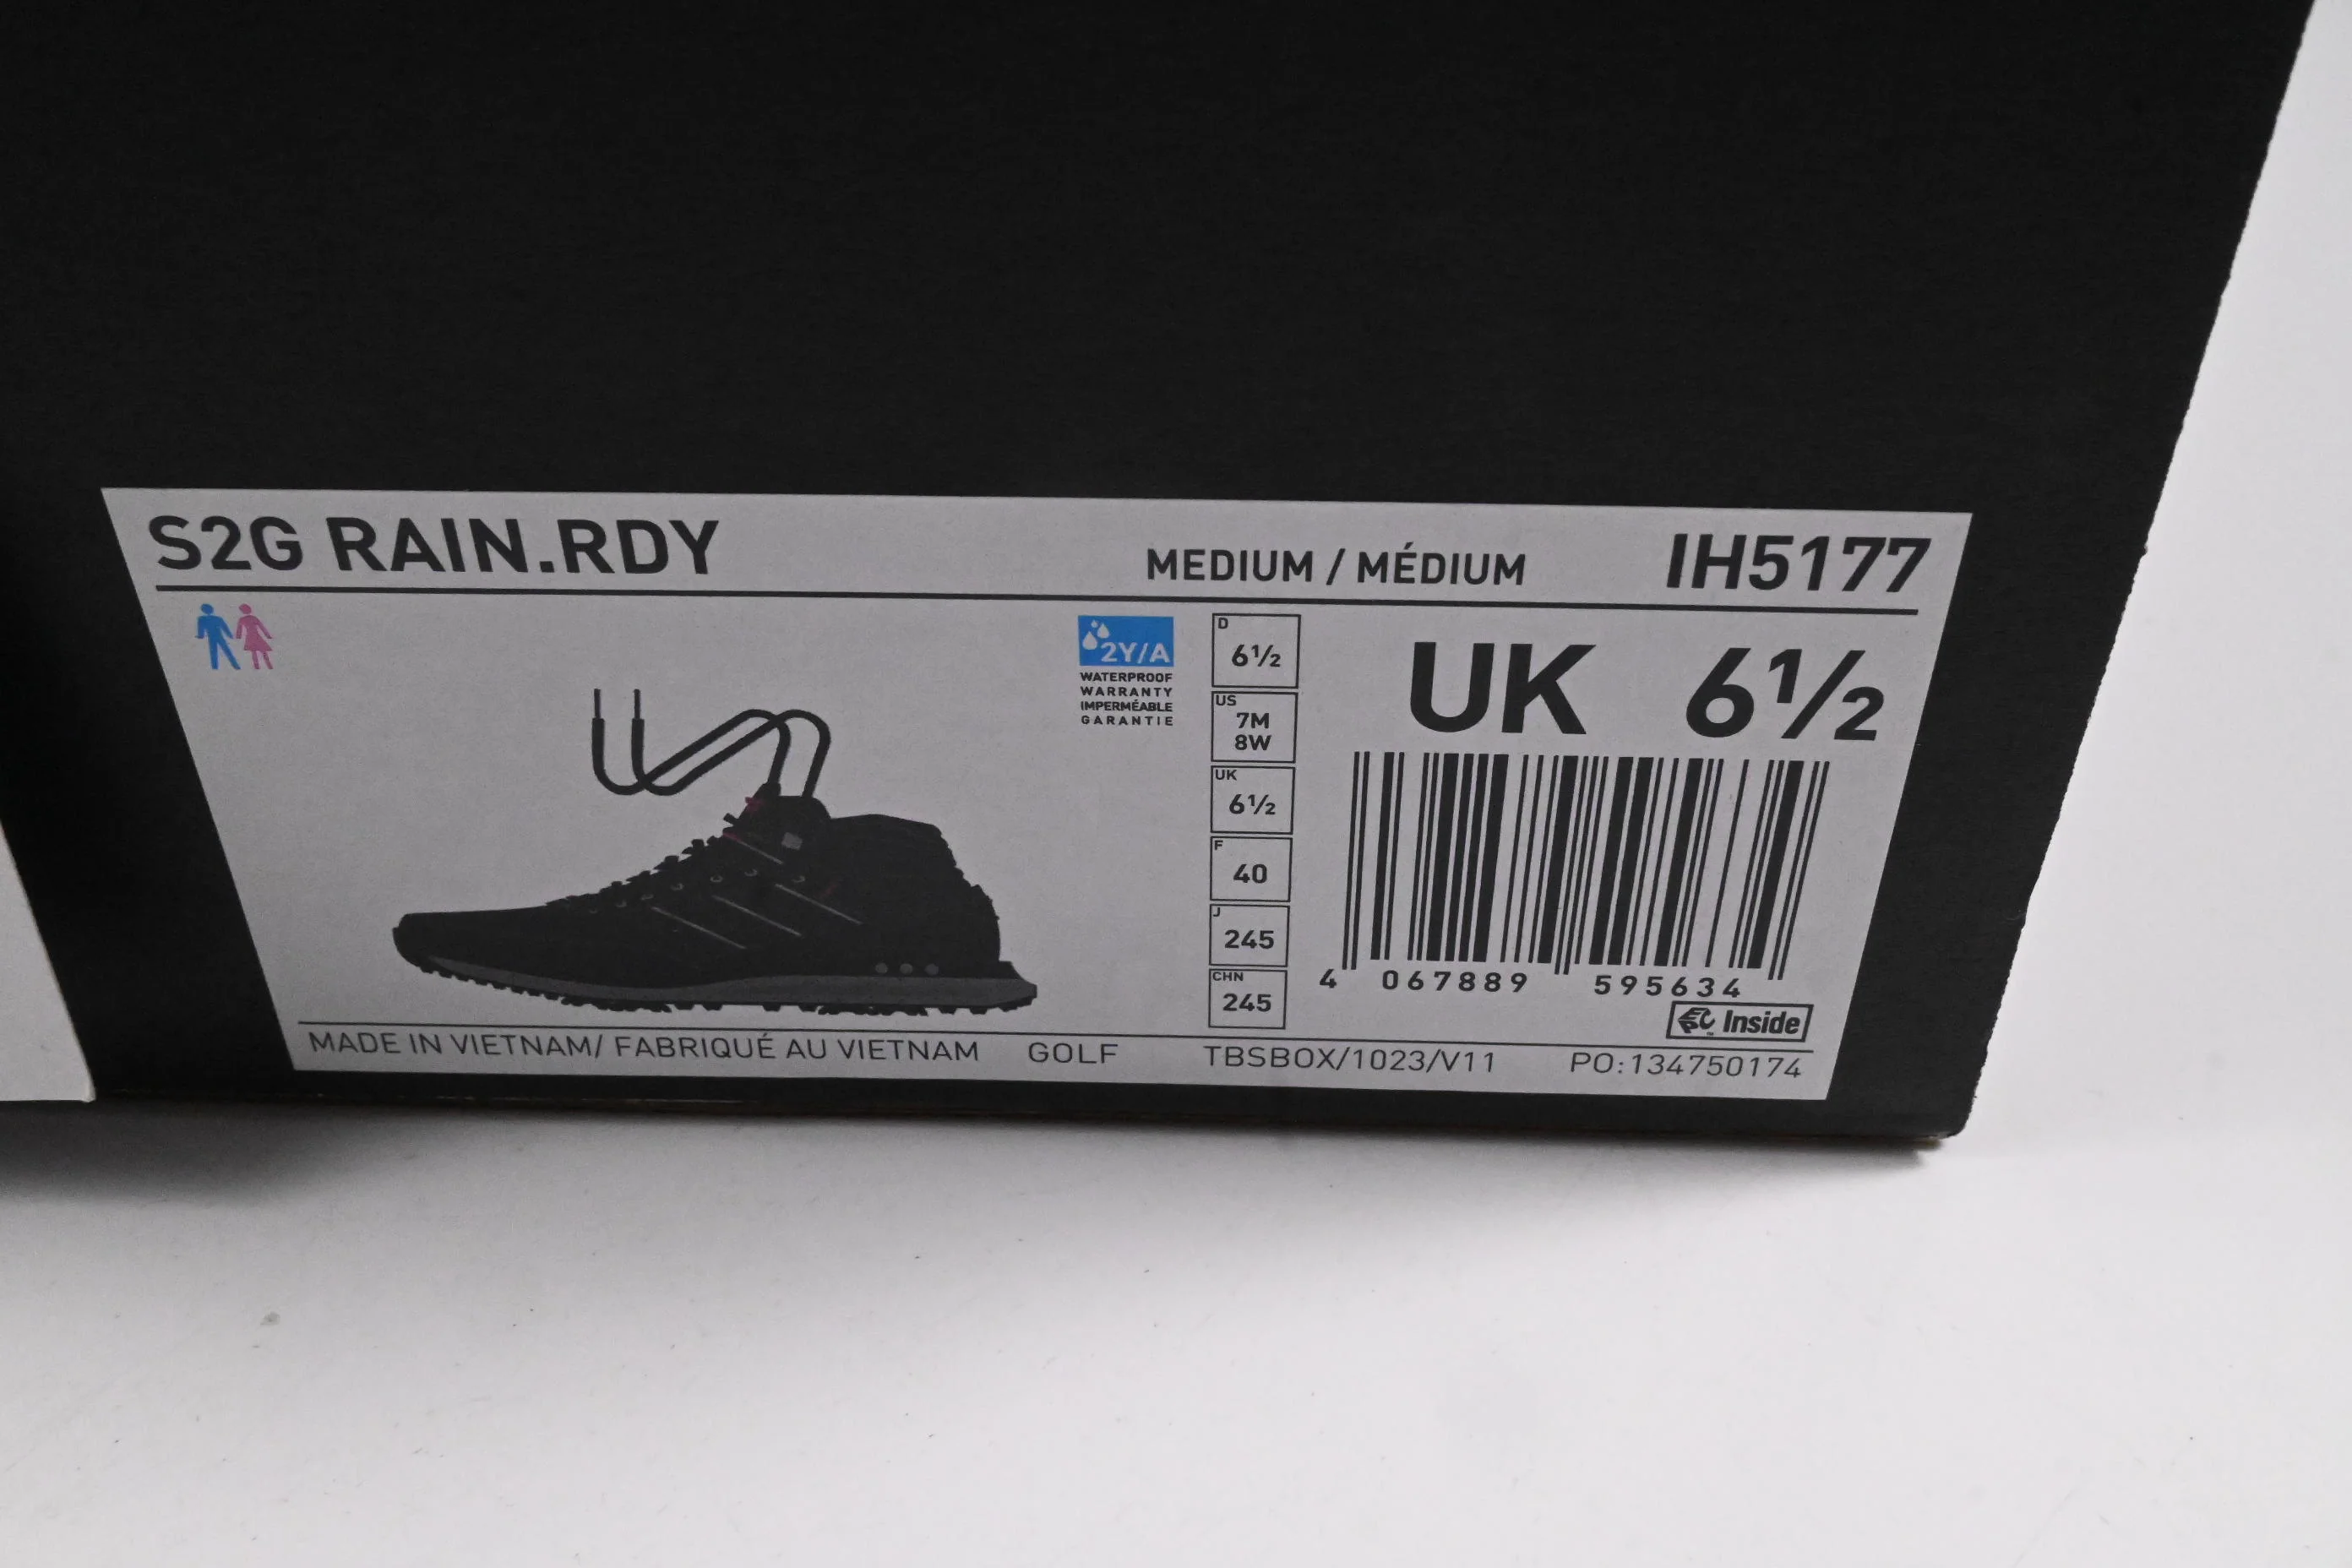 S2G RAIN.RDY MEDIUM / MÉDIUM IH5177
2Y/A
WATERPROOF
WARRANTY
IMPERMÉABLE
GARANTIE
D
6½
US
7M
8W
UK
6½
F
40
J
245
CHN
245
UK 6½
4 067889 595634
EPC Inside
MADE IN VIETNAM/ FABRIQUÉ AU VIETNAM GOLF TBSBOX/1023/V11 PO:134750174